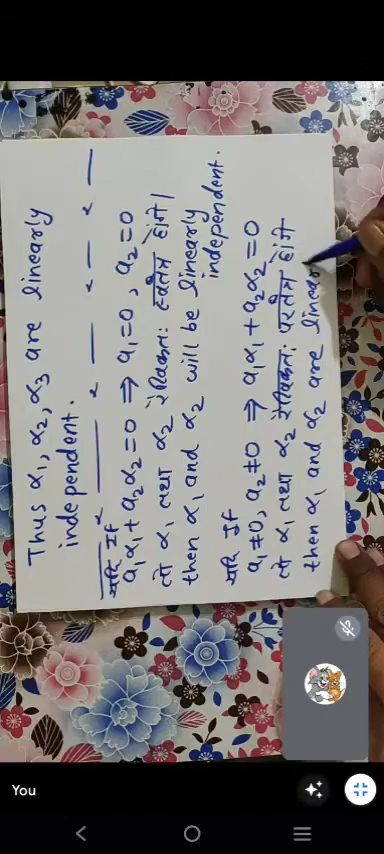 Thus α₁, α₂, α₃ are linearly
independent.
यदि If
a₁α₁ + a₂α₂ = 0 ⇒ a₁ = 0, a₂ = 0
तो α₁ तथा α₂ रैखिकतः स्वतंत्र होंगे।
then α₁ and α₂ will be linearly
independent.
यदि If
a₁ ≠ 0, a₂ ≠ 0 ⇒ a₁α₁ + a₂α₂ = 0
तो α₁ तथा α₂ रैखिकतः परतंत्र होंगे
then α₁ and α₂ are linear
You